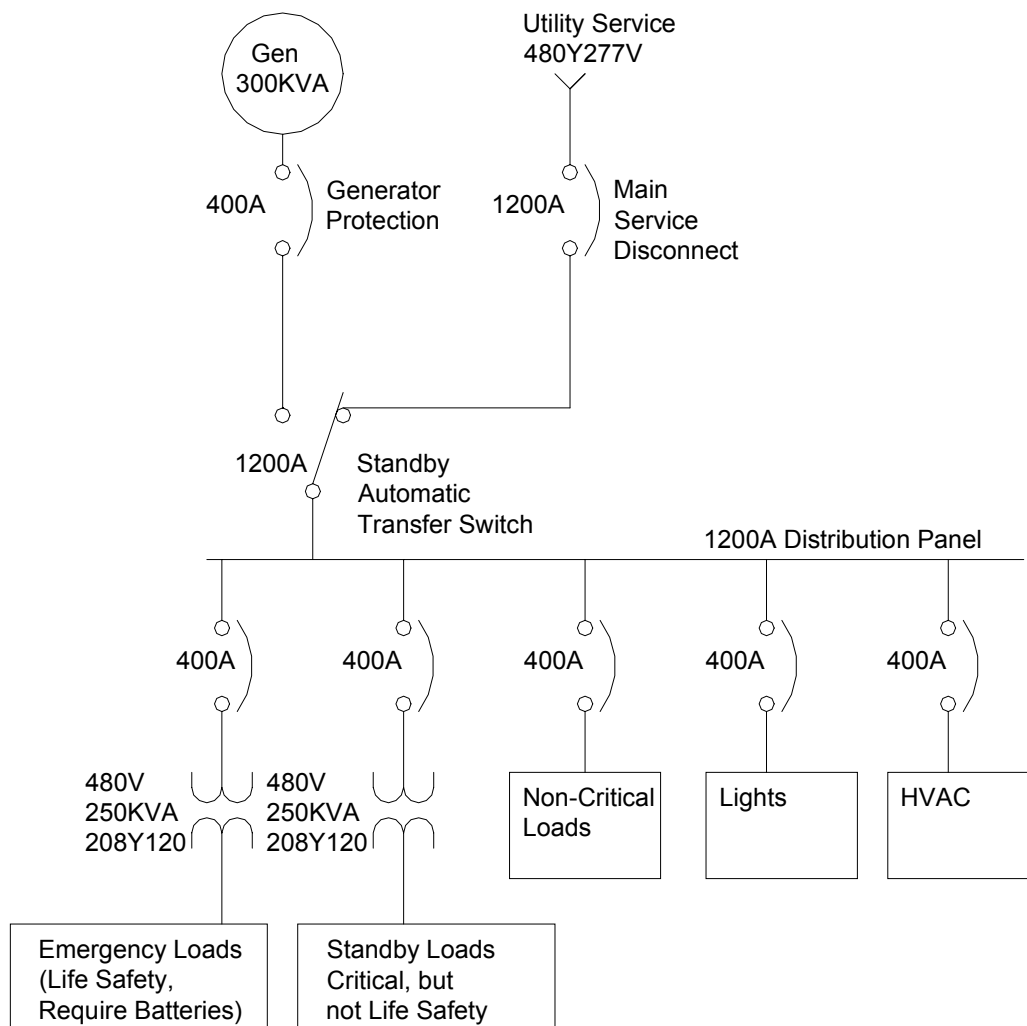 Gen
300KVA
Utility Service
480Y277V
400A
Generator
Protection
1200A
Main
Service
Disconnect
1200A
Standby
Automatic
Transfer Switch
1200A Distribution Panel
400A
400A
400A
400A
400A
480V
250KVA
208Y120
480V
250KVA
208Y120
Non-Critical
Loads
Lights
HVAC
Emergency Loads
(Life Safety,
Require Batteries)
Standby Loads
Critical, but
not Life Safety